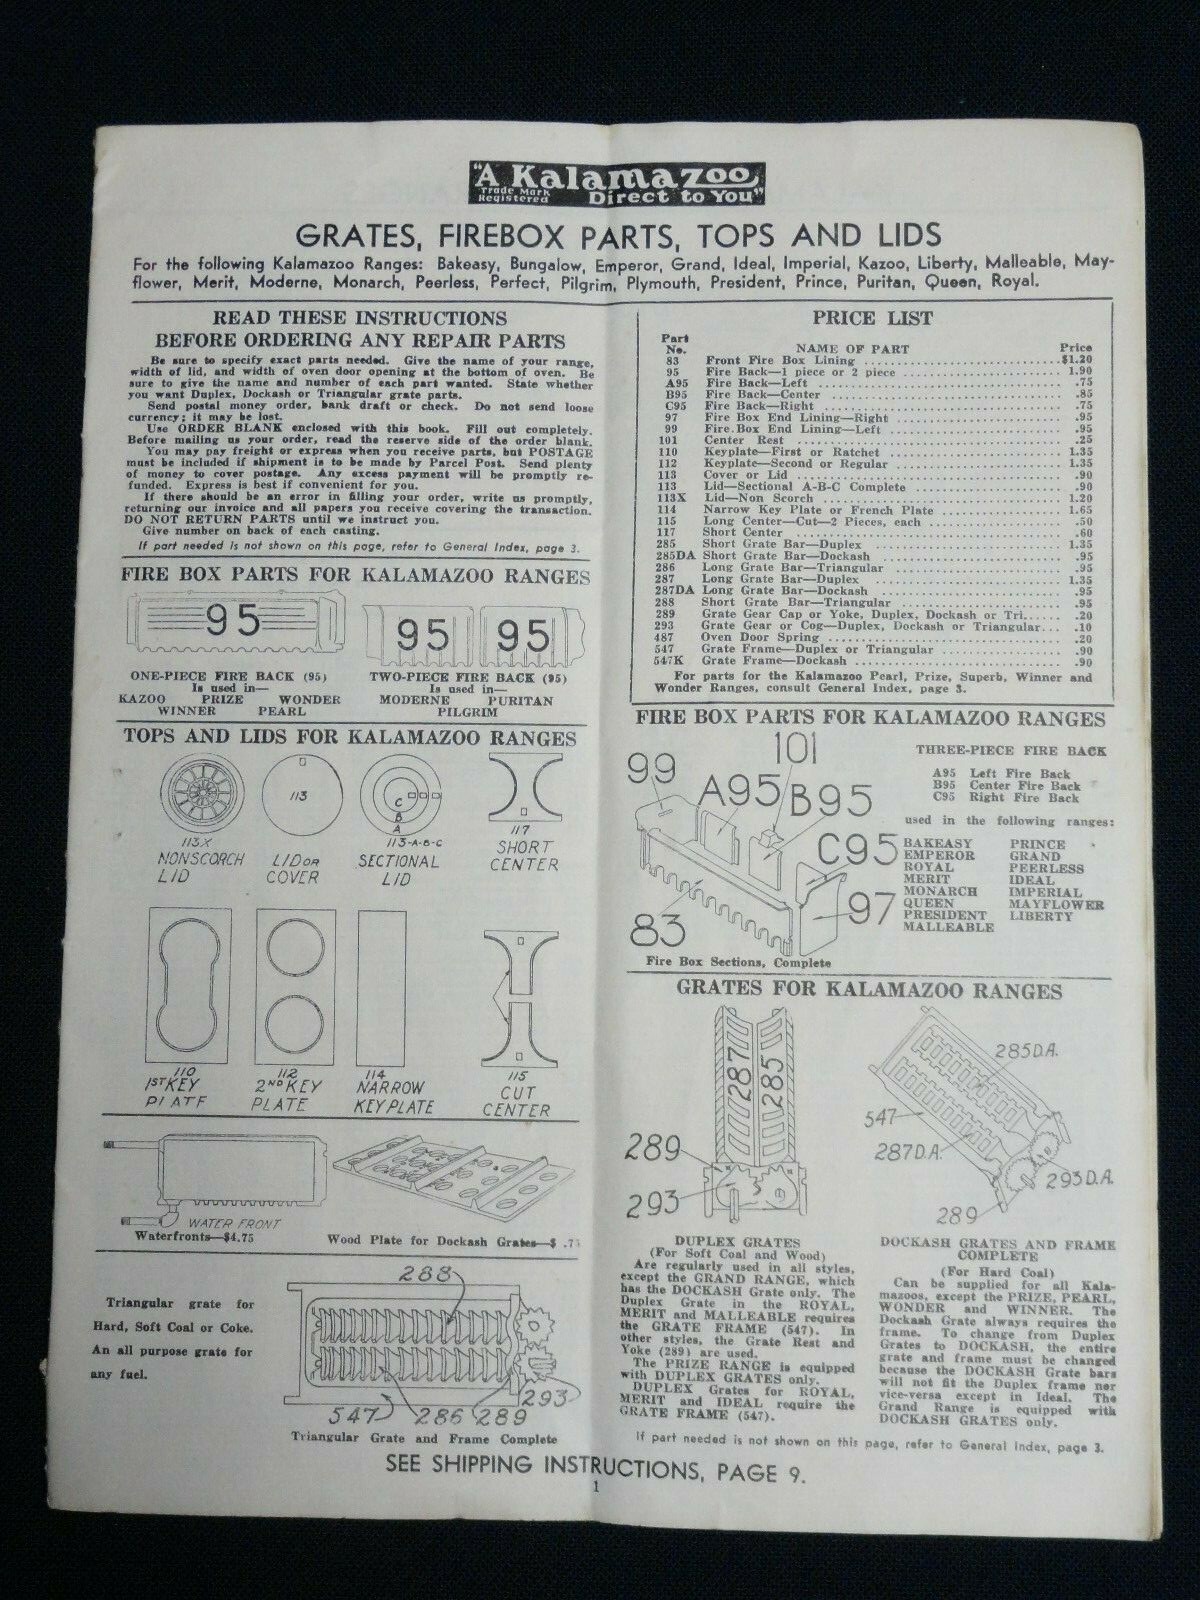 "A Kalamazoo
Trade Mark Registered Direct to You"
GRATES, FIREBOX PARTS, TOPS AND LIDS
For the following Kalamazoo Ranges: Bakeasy, Bungalow, Emperor, Grand, Ideal, Imperial, Kazoo, Liberty, Malleable, May-
flower, Merit, Moderne, Monarch, Peerless, Perfect, Pilgrim, Plymouth, President, Prince, Puritan, Queen, Royal.
READ THESE INSTRUCTIONS
BEFORE ORDERING ANY REPAIR PARTS
Be sure to specify exact parts needed. Give the name of your range,
width of lid, and width of oven door opening at the bottom of oven. Be
sure to give the name and number of each part wanted. State whether
you want Duplex, Dockash or Triangular grate parts.
Send postal money order, bank draft or check. Do not send loose
currency; it may be lost.
Use ORDER BLANK enclosed with this book. Fill out completely.
Before mailing us your order, read the reserve side of the order blank.
You may pay freight or express when you receive parts, but POSTAGE
must be included if shipment is to be made by Parcel Post. Send plenty
of money to cover postage. Any excess payment will be promptly re-
funded. Express is best if convenient for you.
If there should be an error in filling your order, write us promptly,
returning our invoice and all papers you receive covering the transaction.
DO NOT RETURN PARTS until we instruct you.
Give number on back of each casting.
If part needed is not shown on this page, refer to General Index, page 3.
FIRE BOX PARTS FOR KALAMAZOO RANGES
95
95 95
ONE-PIECE FIRE BACK (95)
Is used in—
KAZOO PRIZE WONDER
WINNER PEARL
TWO-PIECE FIRE BACK (95)
Is used in—
MODERNE PURITAN
PILGRIM
TOPS AND LIDS FOR KALAMAZOO RANGES
113X
NONSCORCH
LID
113
LID OR
COVER
C
B
A
113-A-B-C
SECTIONAL
LID
117
SHORT
CENTER
110
1ST KEY
PLATE
112
2ND KEY
PLATE
114
NARROW
KEYPLATE
115
CUT
CENTER
WATER FRONT
Waterfronts—$4.75
Wood Plate for Dockash Grates—$ .75
Triangular grate for
Hard, Soft Coal or Coke.
An all purpose grate for
any fuel.
288
293
547 286 289
Triangular Grate and Frame Complete
PRICE LIST
Part
No. NAME OF PART Price
83 Front Fire Box Lining $1.20
95 Fire Back—1 piece or 2 piece 1.90
A95 Fire Back—Left .75
B95 Fire Back—Center .85
C95 Fire Back—Right .75
97 Fire Box End Lining—Right .95
99 Fire Box End Lining—Left .95
101 Center Rest .25
110 Keyplate—First or Ratchet 1.35
112 Keyplate—Second or Regular 1.35
113 Cover or Lid .90
113 Lid—Sectional A-B-C Complete .90
113X Lid—Non Scorch 1.20
114 Narrow Key Plate or French Plate 1.65
115 Long Center—Cut—2 Pieces, each .50
117 Short Center .60
285 Short Grate Bar—Duplex 1.35
285DA Short Grate Bar—Dockash .95
286 Long Grate Bar—Triangular .95
287 Long Grate Bar—Duplex 1.35
287DA Long Grate Bar—Dockash .95
288 Short Grate Bar—Triangular .95
289 Grate Gear Cap or Yoke, Duplex, Dockash or Tri. .20
293 Grate Gear or Cog—Duplex, Dockash or Triangular .10
487 Oven Door Spring .20
547 Grate Frame—Duplex or Triangular .90
547K Grate Frame—Dockash .90
For parts for the Kalamazoo Pearl, Prize, Superb, Winner and
Wonder Ranges, consult General Index, page 3.
FIRE BOX PARTS FOR KALAMAZOO RANGES
101
99
A95 B95
C95
97
83
Fire Box Sections, Complete
THREE-PIECE FIRE BACK
A95 Left Fire Back
B95 Center Fire Back
C95 Right Fire Back
used in the following ranges:
BAKEASY PRINCE
EMPEROR GRAND
ROYAL PEERLESS
MERIT IDEAL
MONARCH IMPERIAL
QUEEN MAYFLOWER
PRESIDENT LIBERTY
MALLEABLE
GRATES FOR KALAMAZOO RANGES
287 285
289
293
285D.A.
547
287D.A.
293D.A.
289
DUPLEX GRATES
(For Soft Coal and Wood)
Are regularly used in all styles,
except the GRAND RANGE, which
has the DOCKASH Grate only. The
Duplex Grate in the ROYAL,
MERIT and MALLEABLE requires
the GRATE FRAME (547). In
other styles, the Grate Rest and
Yoke (289) are used.
The PRIZE RANGE is equipped
with DUPLEX GRATES only.
DUPLEX Grates for ROYAL,
MERIT and IDEAL require the
GRATE FRAME (547).
DOCKASH GRATES AND FRAME
COMPLETE
(For Hard Coal)
Can be supplied for all Kala-
mazoos, except the PRIZE, PEARL,
WONDER and WINNER. The
Dockash Grate always requires the
frame. To change from Duplex
Grates to DOCKASH, the entire
grate and frame must be changed
because the DOCKASH Grate bars
will not fit the Duplex frame nor
vice-versa except in Ideal. The
Grand Range is equipped with
DOCKASH GRATES only.
If part needed is not shown on this page, refer to General Index, page 3.
SEE SHIPPING INSTRUCTIONS, PAGE 9.
1